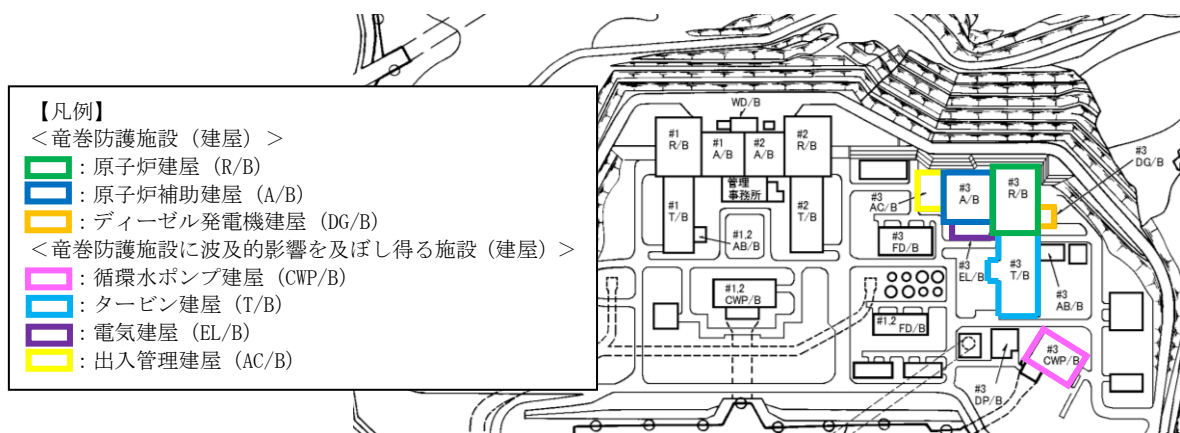 【凡例】
＜竜巻防護施設（建屋）＞
：原子炉建屋（R/B）
：原子炉補助建屋（A/B）
：ディーゼル発電機建屋（DG/B）
＜竜巻防護施設に波及的影響を及ぼし得る施設（建屋）＞
：循環水ポンプ建屋（CWP/B）
：タービン建屋（T/B）
：電気建屋（EL/B）
：出入管理建屋（AC/B）
WD/B
#1
R/B
#1
A/B
#2
A/B
#2
R/B
管理
事務所
#1
T/B
#2
T/B
#1,2
AB/B
#1,2
CWP/B
#3
AC/B
#3
A/B
#3
R/B
#3
DG/B
#3
FD/B
#3
EL/B
#3
T/B
#3
AB/B
#1,2
FD/B
#3
DP/B
#3
CWP/B